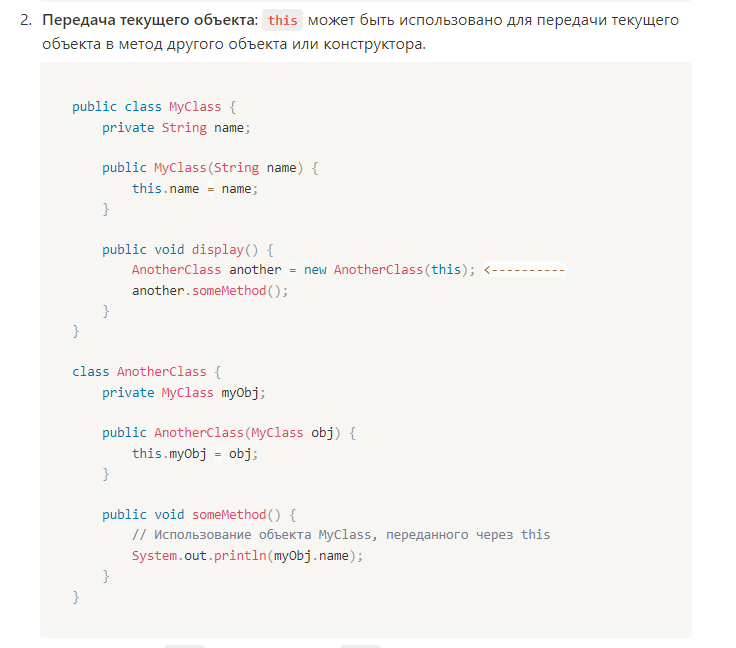 2. Передача текущего объекта: this может быть использовано для передачи текущего
объекта в метод другого объекта или конструктора.
public class MyClass {
    private String name;
    public MyClass(String name) {
        this.name = name;
    }
    public void display() {
        AnotherClass another = new AnotherClass(this); <----------
        another.someMethod();
    }
}
class AnotherClass {
    private MyClass myObj;
    public AnotherClass(MyClass obj) {
        this.myObj = obj;
    }
    public void someMethod() {
        // Использование объекта MyClass, переданного через this
        System.out.println(myObj.name);
    }
}